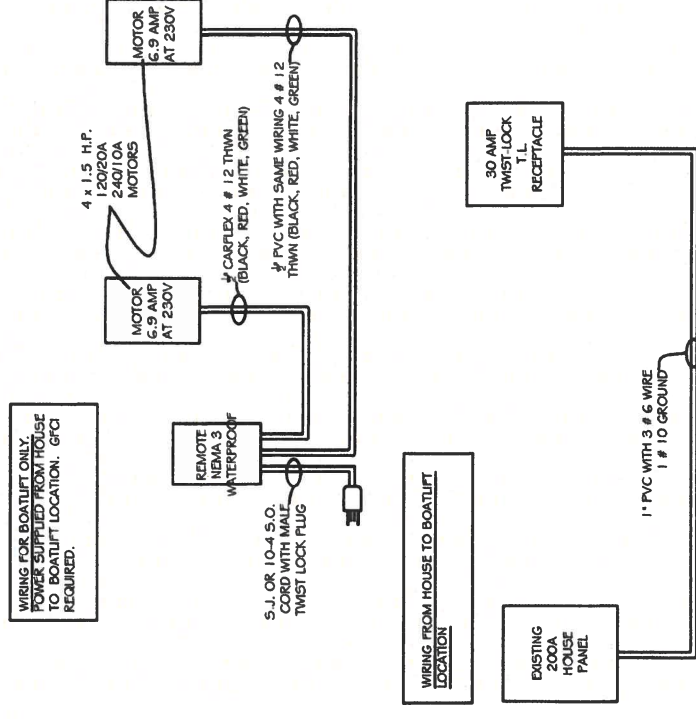 WIRING FOR BOATLIFT ONLY.
POWER SUPPLIED FROM HOUSE
TO BOATLIFT LOCATION. GFCI
REQUIRED.
4 x 1.5 H.P.
120/20A
240/10A
MOTORS
MOTOR
6.9 AMP
AT 230V
MOTOR
6.9 AMP
AT 230V
½" CARFLEX 4 # 12 THWN
(BLACK, RED, WHITE, GREEN)
½" PVC WITH SAME WIRING 4 # 12
THWN (BLACK, RED, WHITE, GREEN)
REMOTE
NEMA 3
WATERPROOF
S.J. OR 10-4 S.O.
CORD WITH MALE
TWIST LOCK PLUG
WIRING FROM HOUSE TO BOATLIFT
LOCATION
EXISTING
200A
HOUSE
PANEL
1" PVC WITH 3 # 6 WIRE
1 # 10 GROUND
30 AMP
TWIST-LOCK
T.L.
RECEPTACLE